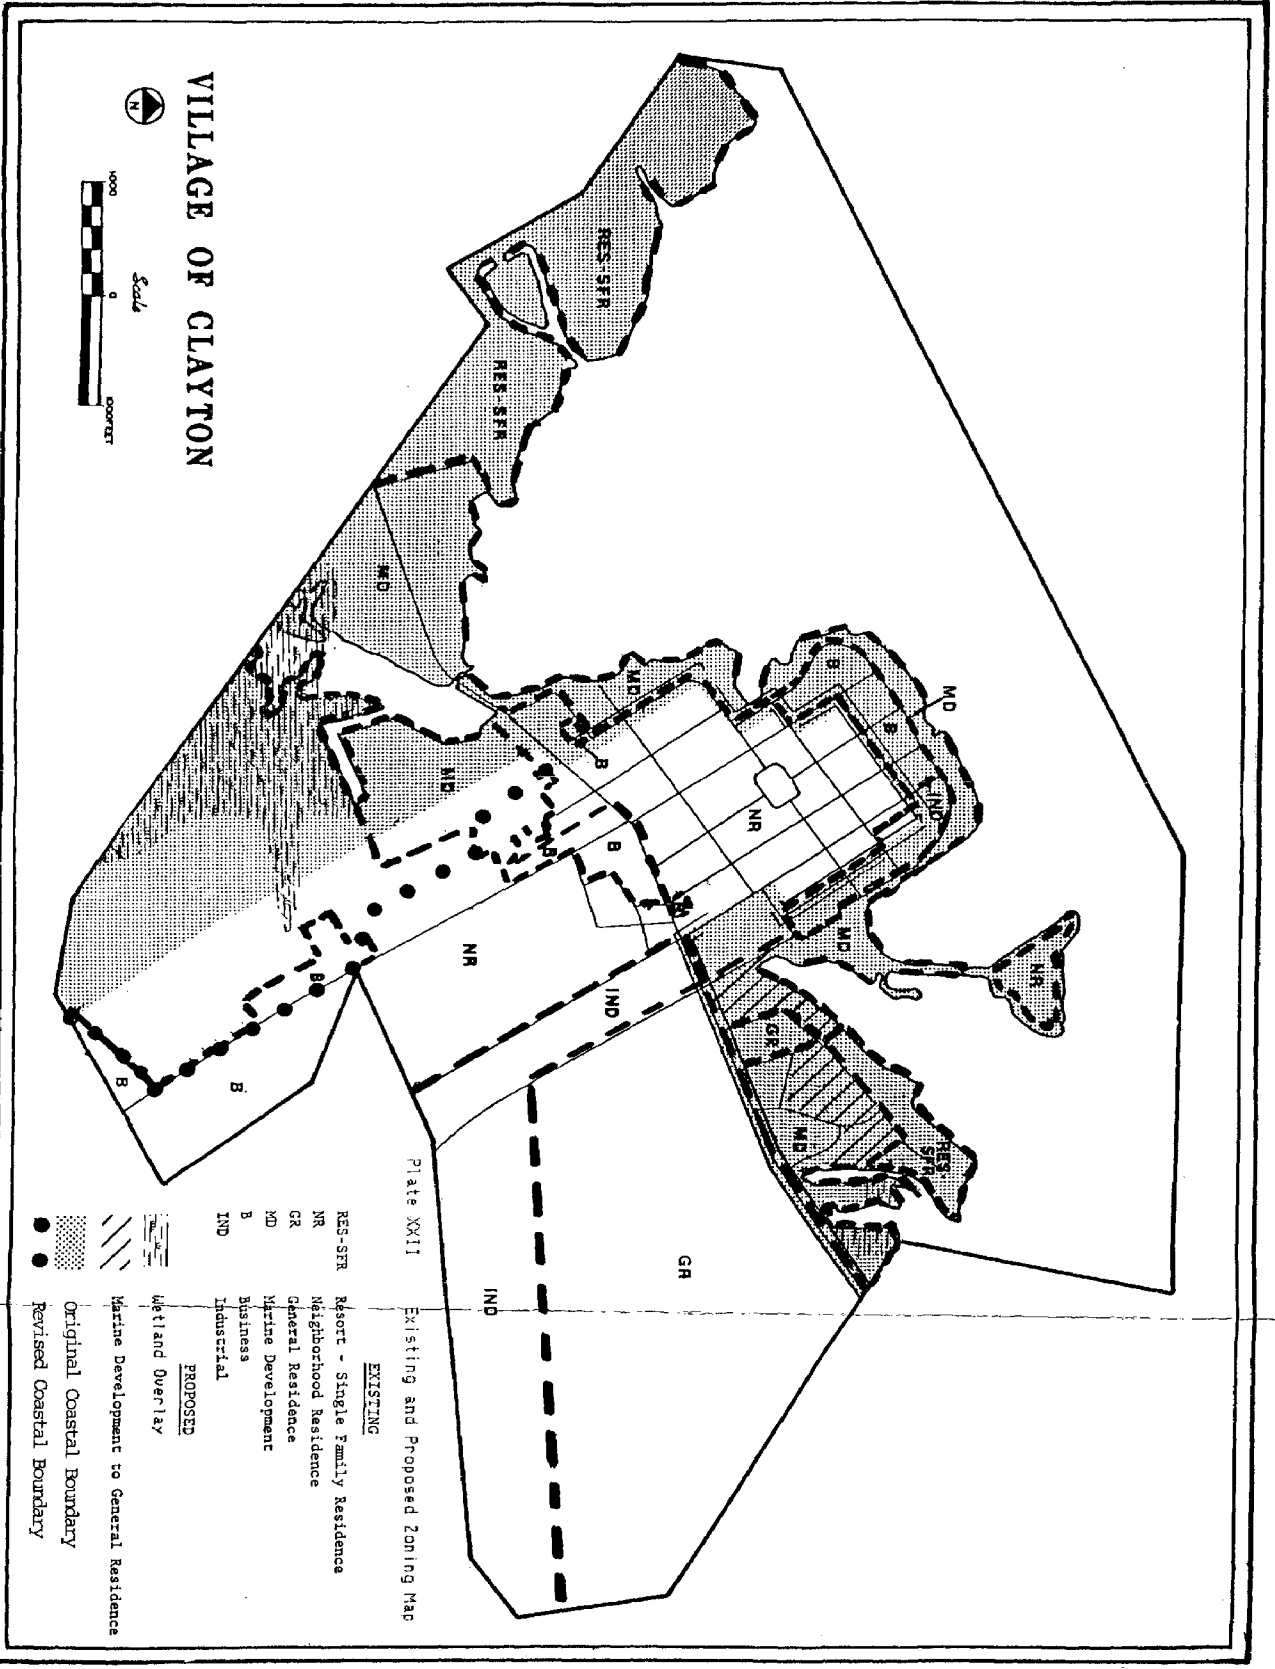 VILLAGE OF CLAYTON
N
Scale
1000
0
1000 FEET
RES-SFR
RES-SFR
MD
MD
MD
B
B
B
MD
IND
NR
B
MD
NR
GR
MD
RES-
SFR
NR
IND
B
B
B
GR
IND
Plate XXII Existing and Proposed Zoning Map
EXISTING
RES-SFR Resort - Single Family Residence
NR Neighborhood Residence
GR General Residence
MD Marine Development
B Business
IND Industrial
PROPOSED
Wetland Overlay
Marine Development to General Residence
Original Coastal Boundary
Revised Coastal Boundary